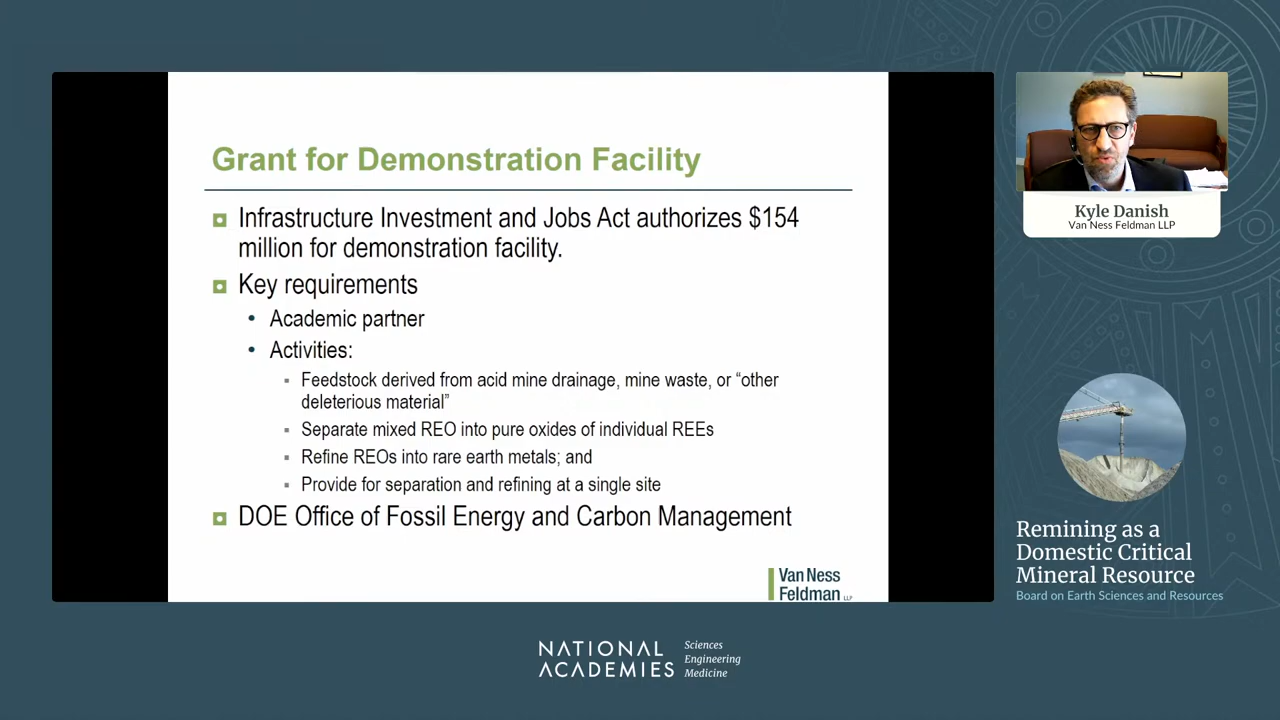 Grant for Demonstration Facility
Infrastructure Investment and Jobs Act authorizes $154
million for demonstration facility.
Key requirements
Academic partner
Activities:
Feedstock derived from acid mine drainage, mine waste, or “other
deleterious material”
Separate mixed REO into pure oxides of individual REEs
Refine REOs into rare earth metals; and
Provide for separation and refining at a single site
DOE Office of Fossil Energy and Carbon Management
Van Ness
Feldman LLP
Kyle Danish
Van Ness Feldman LLP
Remining as a
Domestic Critical
Mineral Resource
Board on Earth Sciences and Resources
NATIONAL
ACADEMIES
Sciences
Engineering
Medicine